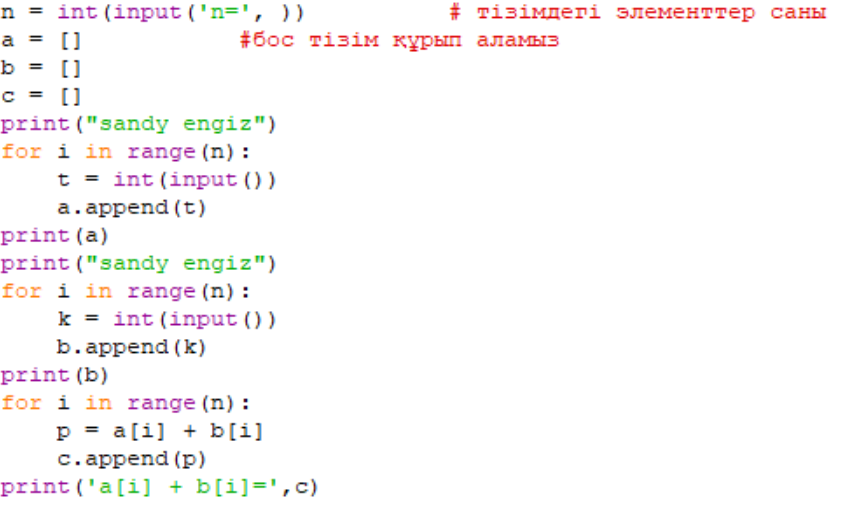 n = int(input('n=', ))          # тізімдегі элементтер саны
a = []           #бос тізім құрып аламыз
b = []
c = []
print("sandy engiz")
for i in range(n):
    t = int(input())
    a.append(t)
print(a)
print("sandy engiz")
for i in range(n):
    k = int(input())
    b.append(k)
print(b)
for i in range(n):
    p = a[i] + b[i]
    c.append(p)
print('a[i] + b[i]=',c)